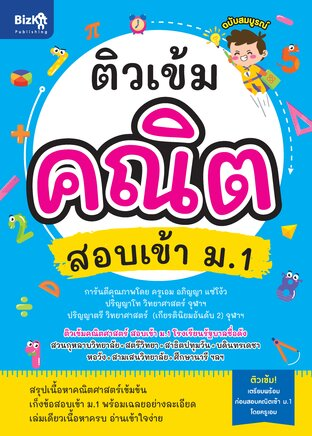 BizKit
Publishing
ฉบับสมบูรณ์
ติวเข้ม
คณิต
สอบเข้า ม.1
การันตีคุณภาพโดย ครูเอม อภิญญา แซ่โง้ว
ปริญญาโท วิทยาศาสตร์ จุฬาฯ
ปริญญาตรี วิทยาศาสตร์ (เกียรตินิยมอันดับ 2) จุฬาฯ
ติวเข้มคณิตศาสตร์ สอบเข้า ม.1 โรงเรียนรัฐบาลชื่อดัง
สวนกุหลาบวิทยาลัย-สตรีวิทยา-สาธิตปทุมวัน-บดินทรเดชา
หอวัง-สามเสนวิทยาลัย-ศึกษานารี ฯลฯ
สรุปเนื้อหาคณิตศาสตร์เข้มข้น
เก็งข้อสอบเข้า ม.1 พร้อมเฉลยอย่างละเอียด
เล่มเดียวเนื้อหาครบ อ่านเข้าใจง่าย
ติวเข้ม!
เตรียมพร้อม
ก่อนสอบคณิตเข้า ม.1
โดยครูเอม